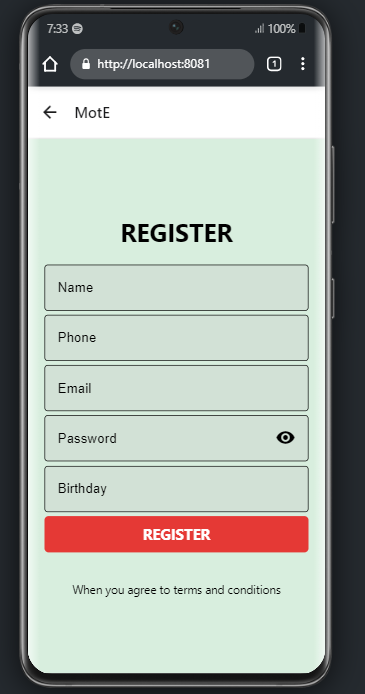 7:33 100%
http://localhost:8081 1
MotE
REGISTER
Name
Phone
Email
Password
Birthday
REGISTER
When you agree to terms and conditions